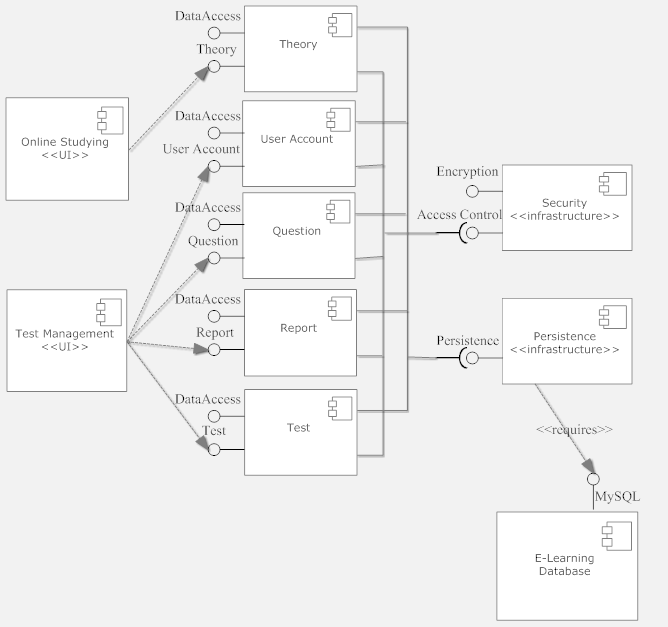 DataAccess
Theory
Theory
Online Studying
<<UI>>
DataAccess
User Account
User Account
DataAccess
Question
Question
Encryption
Access Control
Security
<<infrastructure>>
Test Management
<<UI>>
DataAccess
Report
Report
Persistence
Persistence
<<infrastructure>>
DataAccess
Test
Test
<<requires>>
MySQL
E-Learning
Database